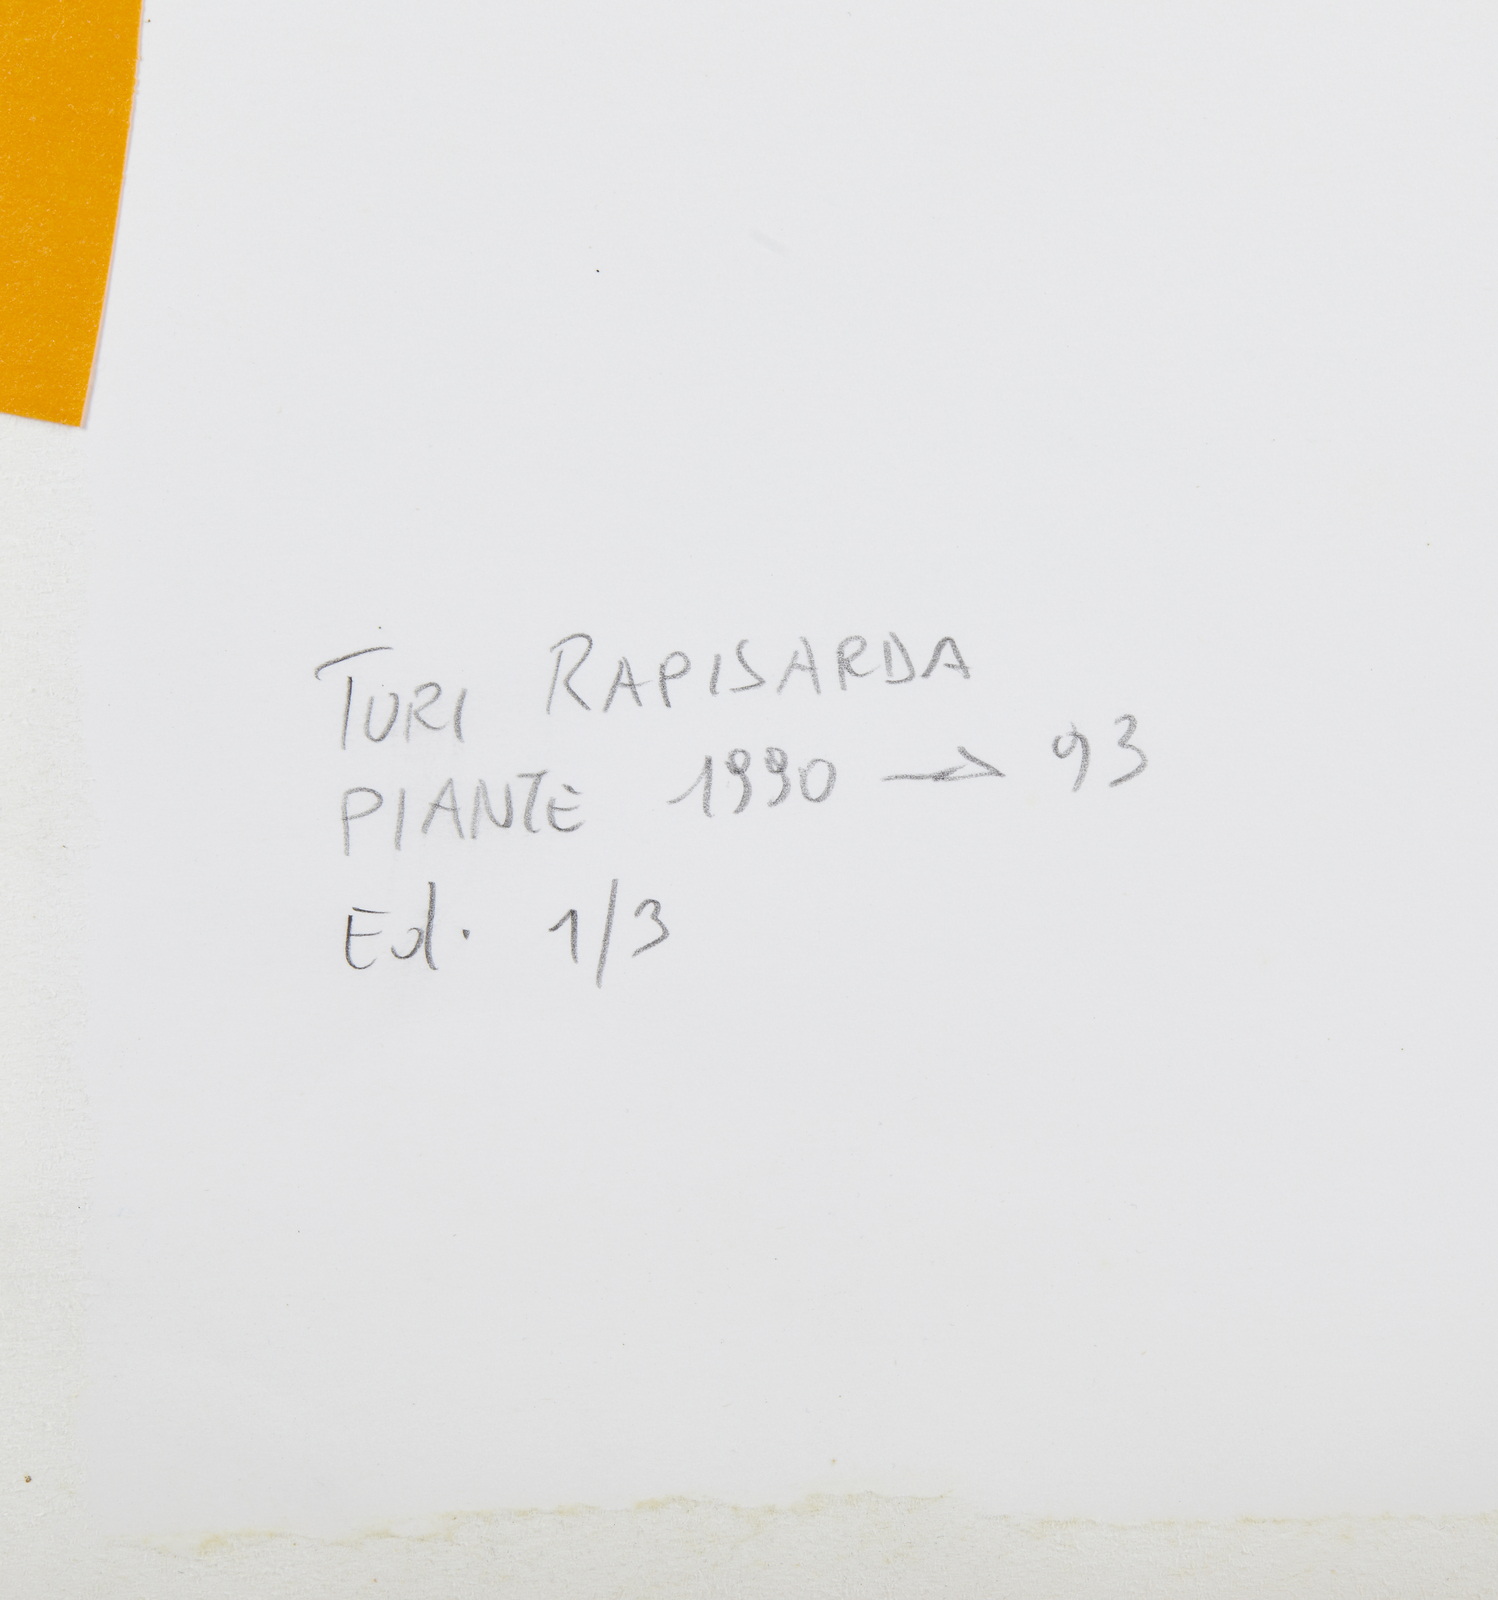 TURI RAPISARDA
PIANTE 1990 → 93
Ed. 1/3